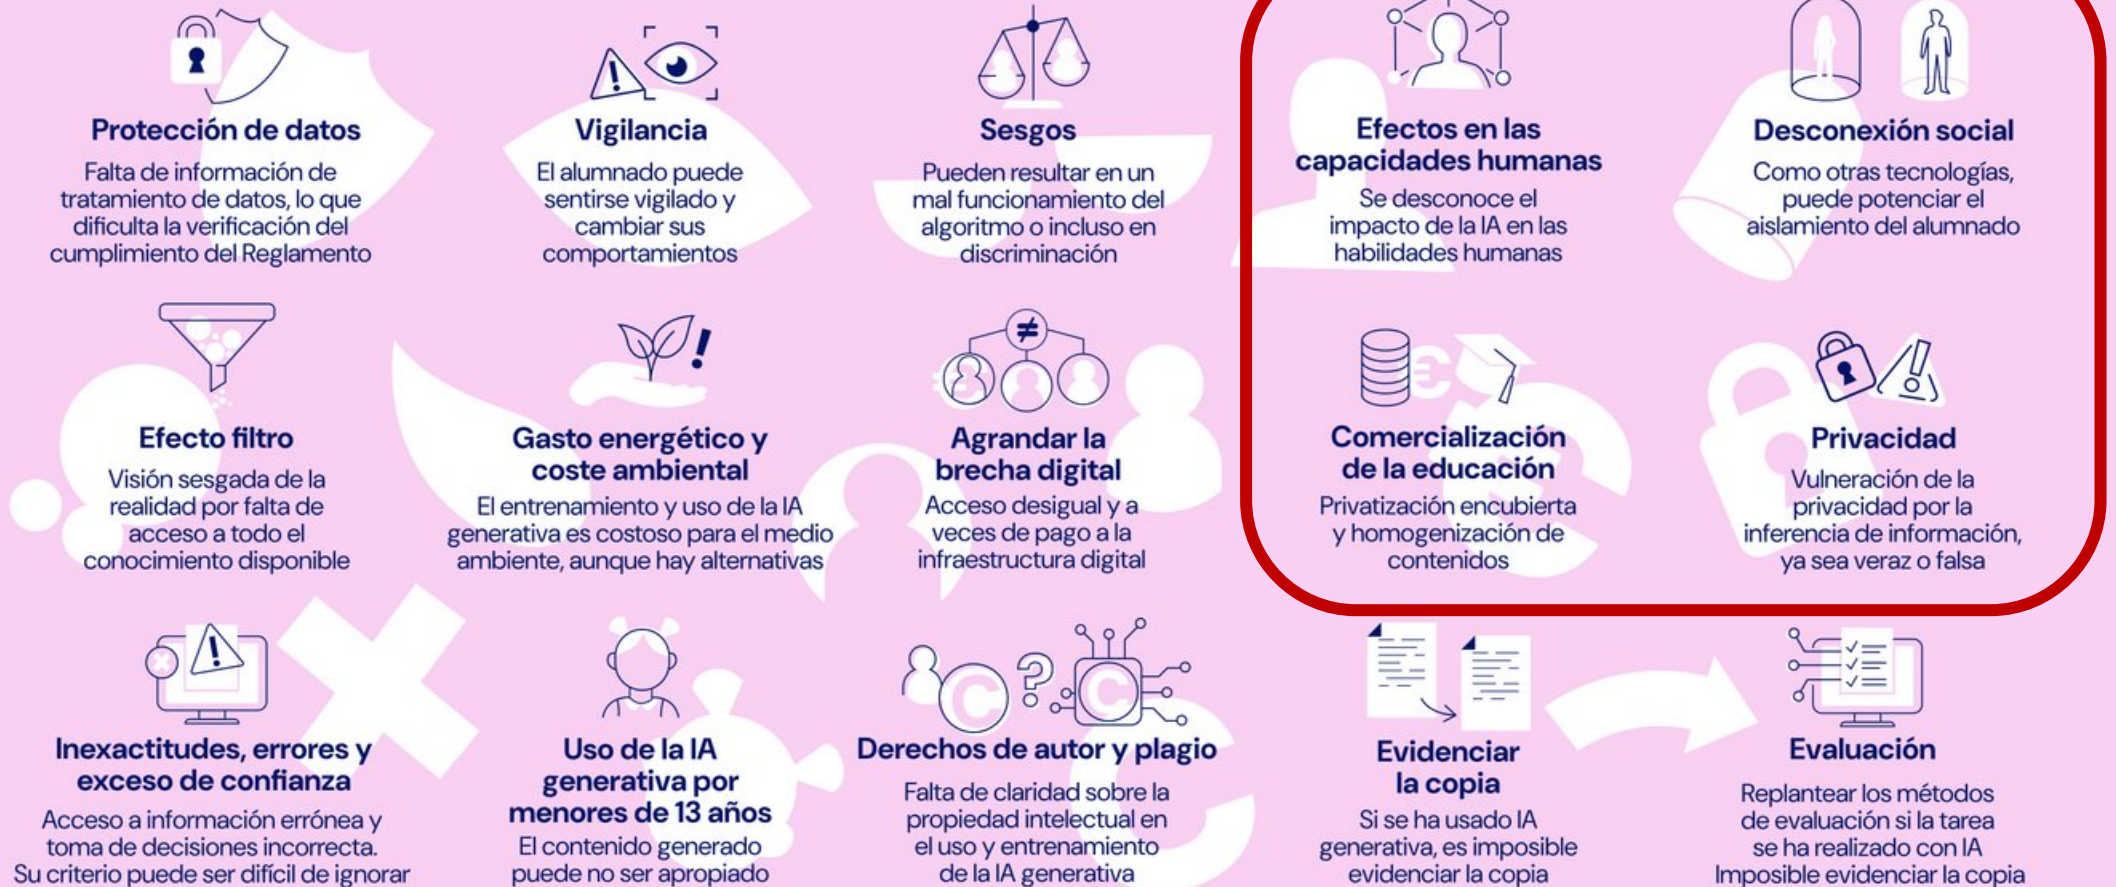 Protección de datos
Falta de información de
tratamiento de datos, lo que
dificulta la verificación del
cumplimiento del Reglamento
Vigilancia
El alumnado puede
sentirse vigilado y
cambiar sus
comportamientos
Sesgos
Pueden resultar en un
mal funcionamiento del
algoritmo o incluso en
discriminación
Efectos en las
capacidades humanas
Se desconoce el
impacto de la IA en las
habilidades humanas
Desconexión social
Como otras tecnologías,
puede potenciar el
aislamiento del alumnado
Efecto filtro
Visión sesgada de la
realidad por falta de
acceso a todo el
conocimiento disponible
Gasto energético y
coste ambiental
El entrenamiento y uso de la IA
generativa es costoso para el medio
ambiente, aunque hay alternativas
Agrandar la
brecha digital
Acceso desigual y a
veces de pago a la
infraestructura digital
Comercialización
de la educación
Privatización encubierta
y homogenización de
contenidos
Privacidad
Vulneración de la
privacidad por la
inferencia de información,
ya sea veraz o falsa
Inexactitudes, errores y
exceso de confianza
Acceso a información errónea y
toma de decisiones incorrecta.
Su criterio puede ser difícil de ignorar
Uso de la IA
generativa por
menores de 13 años
El contenido generado
puede no ser apropiado
Derechos de autor y plagio
Falta de claridad sobre la
propiedad intelectual en
el uso y entrenamiento
de la IA generativa
Evidenciar
la copia
Si se ha usado IA
generativa, es imposible
evidenciar la copia
Evaluación
Replantear los métodos
de evaluación si la tarea
se ha realizado con IA
Imposible evidenciar la copia